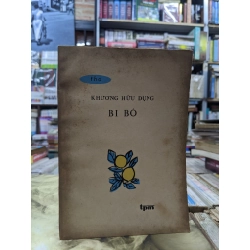 thơ
KHƯƠNG HỮU DỤNG
BI BÔ
tpm